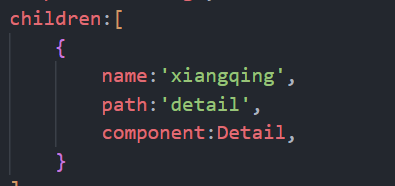 children:[
{
name:'xiangqing',
path:'detail',
component:Detail,
}